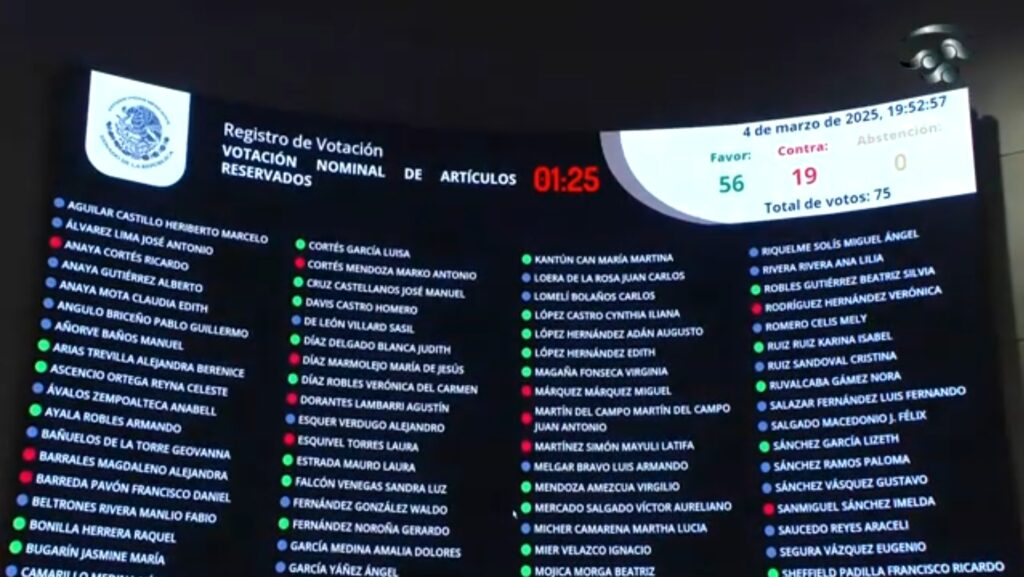 Registro de Votación
VOTACIÓN NOMINAL DE ARTÍCULOS
RESERVADOS
01:25
4 de marzo de 2025, 19:52:57
Favor: Contra: Abstención:
56 19 0
Total de votos: 75
AGUILAR CASTILLO HERIBERTO MARCELO
ÁLVAREZ LIMA JOSÉ ANTONIO
ANAYA CORTÉS RICARDO
ANAYA GUTIÉRREZ ALBERTO
ANAYA MOTA CLAUDIA EDITH
ANGULO BRICEÑO PABLO GUILLERMO
AÑORVE BAÑOS MANUEL
ARIAS TREVILLA ALEJANDRA BERENICE
ASCENCIO ORTEGA REYNA CELESTE
ÁVALOS ZEMPOALTECA ANABELL
AYALA ROBLES ARMANDO
BAÑUELOS DE LA TORRE GEOVANNA
BARRALES MAGDALENO ALEJANDRA
BARREDA PAVÓN FRANCISCO DANIEL
BELTRONES RIVERA MANLIO FABIO
BONILLA HERRERA RAQUEL
BUGARÍN JASMINE MARÍA
CAMARILLO MEDINA
CORTÉS GARCÍA LUISA
CORTÉS MENDOZA MARKO ANTONIO
CRUZ CASTELLANOS JOSÉ MANUEL
DAVIS CASTRO HOMERO
DE LEÓN VILLARD SASIL
DÍAZ DELGADO BLANCA JUDITH
DÍAZ MARMOLEJO MARÍA DE JESÚS
DÍAZ ROBLES VERÓNICA DEL CARMEN
DORANTES LAMBARRI AGUSTÍN
ESQUER VERDUGO ALEJANDRO
ESQUIVEL TORRES LAURA
ESTRADA MAURO LAURA
FALCÓN VENEGAS SANDRA LUZ
FERNÁNDEZ GONZÁLEZ WALDO
FERNÁNDEZ NOROÑA GERARDO
GARCÍA MEDINA AMALIA DOLORES
GARCÍA YÁÑEZ ÁNGEL
KANTÚN CAN MARÍA MARTINA
LOERA DE LA ROSA JUAN CARLOS
LOMELÍ BOLAÑOS CARLOS
LÓPEZ CASTRO CYNTHIA ILIANA
LÓPEZ HERNÁNDEZ ADÁN AUGUSTO
LÓPEZ HERNÁNDEZ EDITH
MAGAÑA FONSECA VIRGINIA
MÁRQUEZ MÁRQUEZ MIGUEL
MARTÍN DEL CAMPO MARTÍN DEL CAMPO
JUAN ANTONIO
MARTÍNEZ SIMÓN MAYULI LATIFA
MELGAR BRAVO LUIS ARMANDO
MENDOZA AMEZCUA VIRGILIO
MERCADO SALGADO VÍCTOR AURELIANO
MICHER CAMARENA MARTHA LUCIA
MIER VELAZCO IGNACIO
MOJICA MORGA BEATRIZ
RIQUELME SOLÍS MIGUEL ÁNGEL
RIVERA RIVERA ANA LILIA
ROBLES GUTIÉRREZ BEATRIZ SILVIA
RODRÍGUEZ HERNÁNDEZ VERÓNICA
ROMERO CELIS MELY
RUIZ RUIZ KARINA ISABEL
RUIZ SANDOVAL CRISTINA
RUVALCABA GÁMEZ NORA
SALAZAR FERNÁNDEZ LUIS FERNANDO
SALGADO MACEDONIO J. FÉLIX
SÁNCHEZ GARCÍA LIZETH
SÁNCHEZ RAMOS PALOMA
SÁNCHEZ VÁSQUEZ GUSTAVO
SANMIGUEL SÁNCHEZ IMELDA
SAUCEDO REYES ARACELI
SEGURA VÁZQUEZ EUGENIO
SHEFFIELD PADILLA FRANCISCO RICARDO